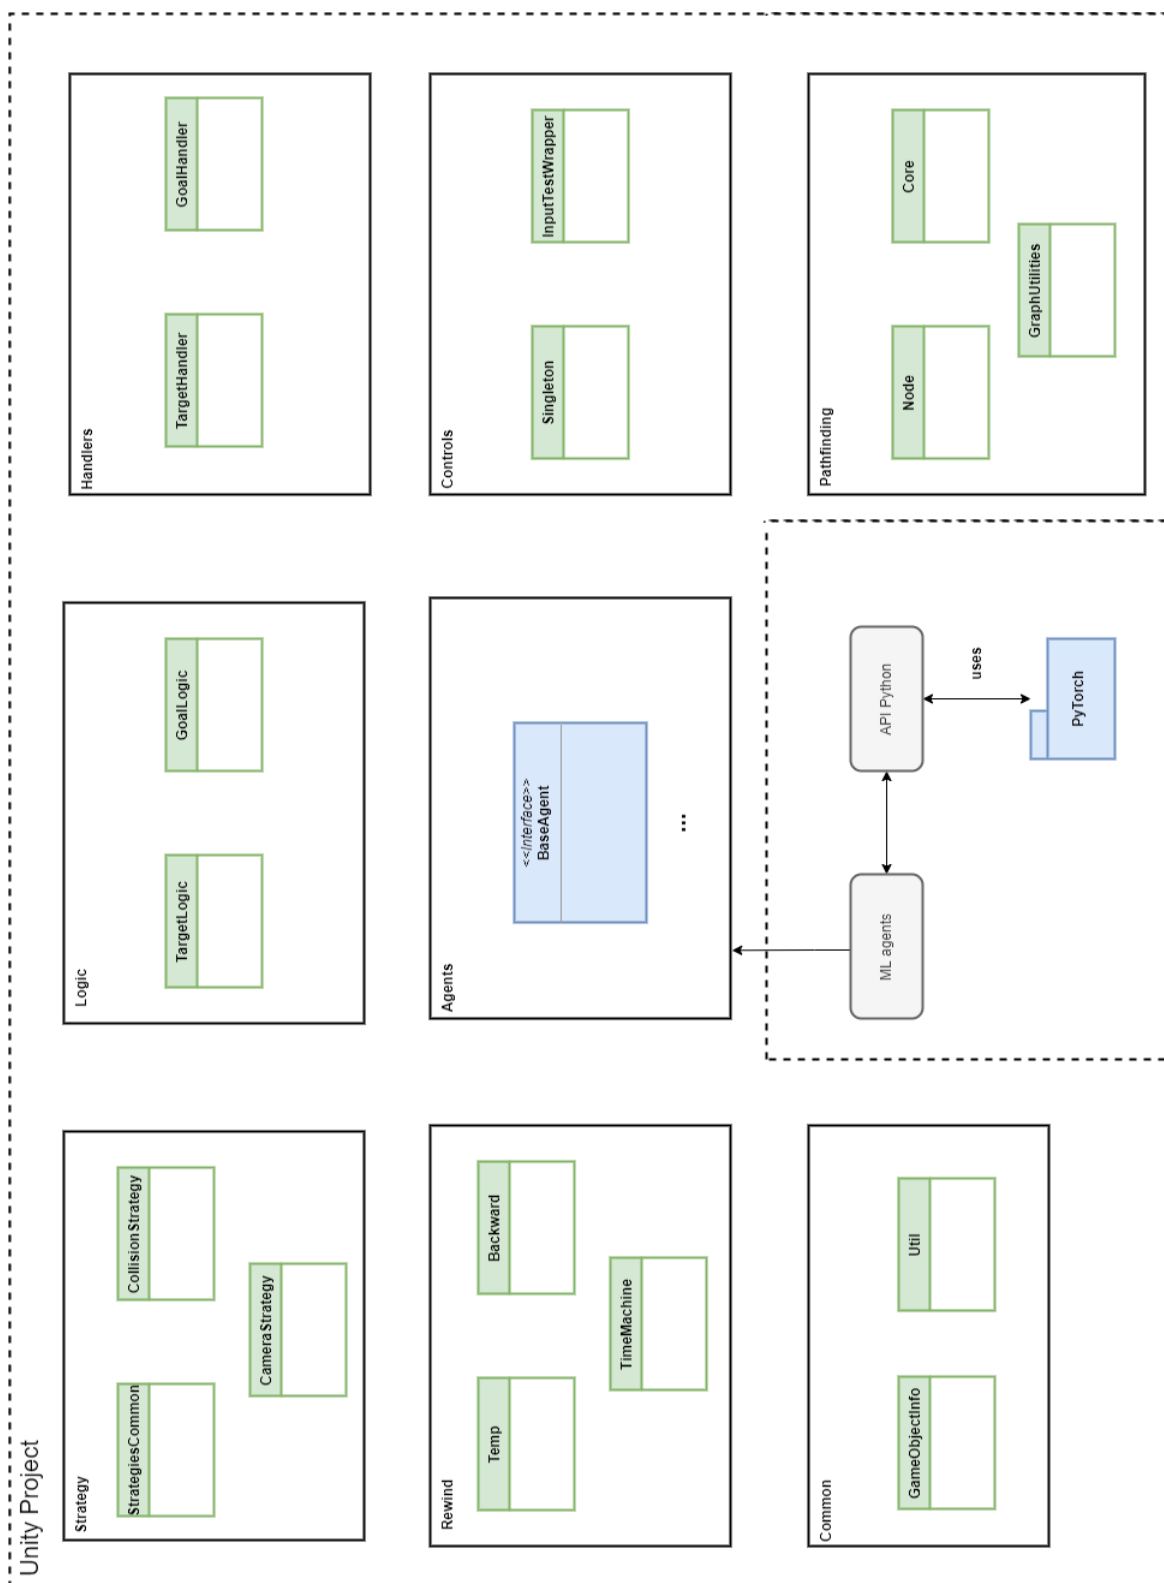 Unity Project
Strategy
StrategiesCommon
CollisionStrategy
CameraStrategy
Logic
TargetLogic
GoalLogic
Handlers
TargetHandler
GoalHandler
Rewind
Temp
Backward
TimeMachine
Agents
<<Interface>>
BaseAgent
...
Controls
Singleton
InputTestWrapper
Common
GameObjectInfo
Util
ML agents
API Python
uses
PyTorch
Pathfinding
Node
Core
GraphUtilities